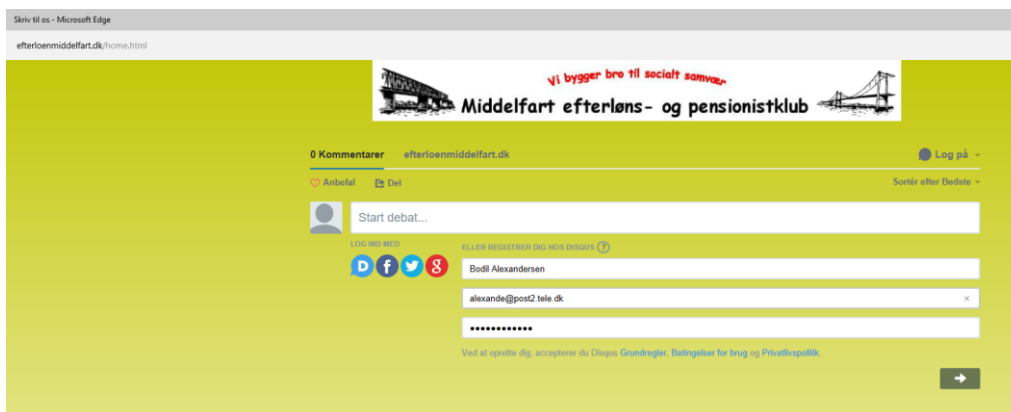 Skriv til os - Microsoft Edge
efterloenmiddelfart.dk/home.html
Vi bygger bro til socialt samvær
Middelfart efterløns- og pensionistklub
0 Kommentarer efterloenmiddelfart.dk Log på
Anbefal Del Sortér efter Bedste
Start debat...
LOG IND MED ELLER REGISTRER DIG HOS DISQUS ?
D f g
Bodil Alexandersen
alexande@post2.tele.dk ×
••••••••••••
Ved at oprette dig, accepterer du Disqus Grundregler, Betingelser for brug og Privatlivspolitik.